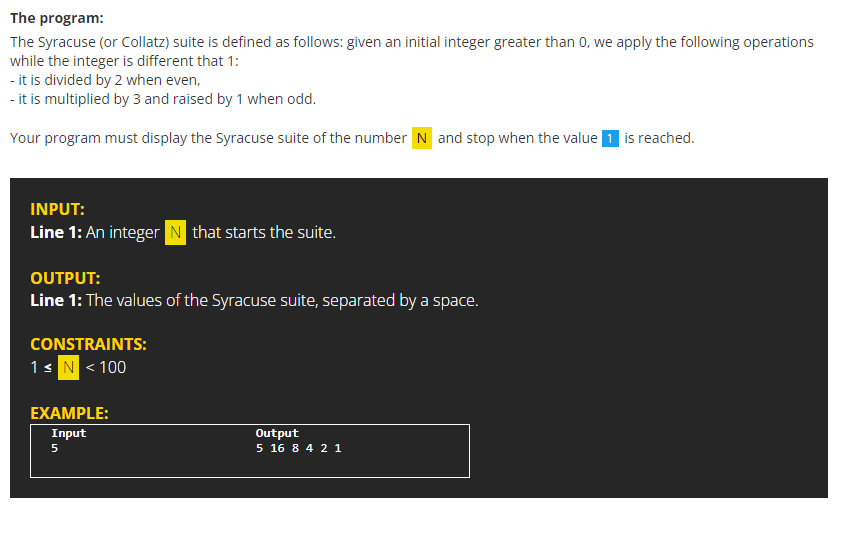 The program:
The Syracuse (or Collatz) suite is defined as follows: given an initial integer greater than 0, we apply the following operations
while the integer is different that 1:
- it is divided by 2 when even,
- it is multiplied by 3 and raised by 1 when odd.
Your program must display the Syracuse suite of the number N and stop when the value 1 is reached.
INPUT:
Line 1: An integer N that starts the suite.
OUTPUT:
Line 1: The values of the Syracuse suite, separated by a space.
CONSTRAINTS:
1 ≤ N < 100
EXAMPLE:
Input Output
5 5 16 8 4 2 1